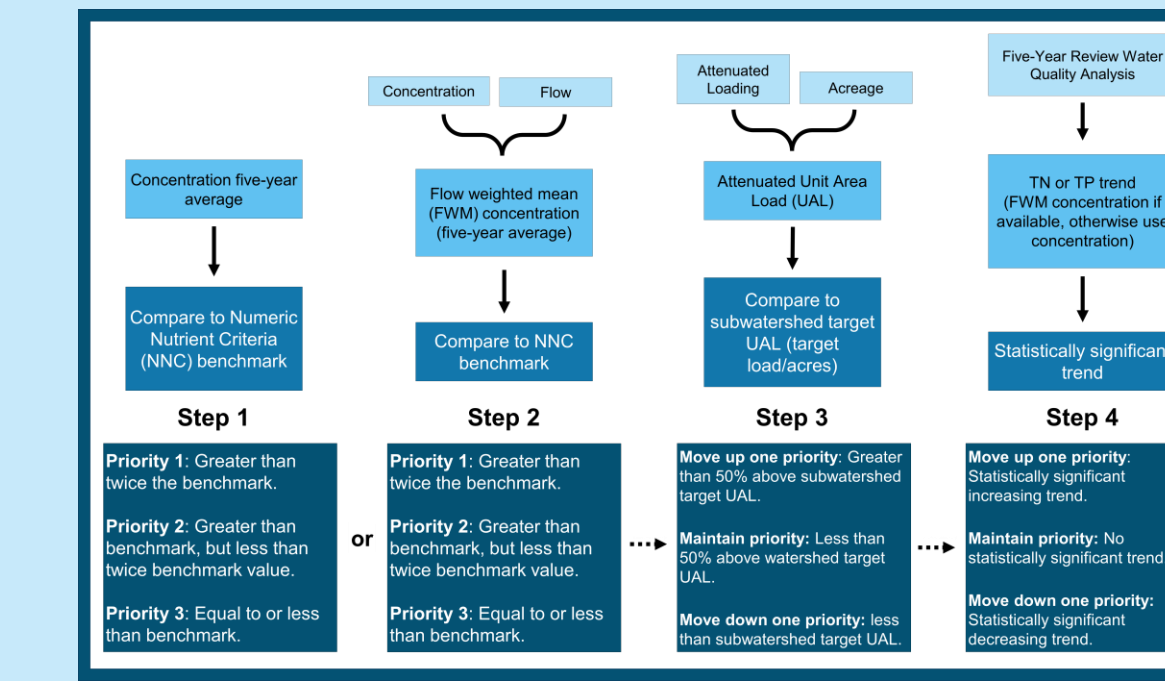 Concentration five-year
average
Compare to Numeric
Nutrient Criteria
(NNC) benchmark
Step 1
Priority 1: Greater than
twice the benchmark.
Priority 2: Greater than
benchmark, but less than
twice benchmark value.
Priority 3: Equal to or less
than benchmark.
or
Concentration
Flow
Flow weighted mean
(FWM) concentration
(five-year average)
Compare to NNC
benchmark
Step 2
Priority 1: Greater than
twice the benchmark.
Priority 2: Greater than
benchmark, but less than
twice benchmark value.
Priority 3: Equal to or less
than benchmark.
Attenuated
Loading
Acreage
Attenuated Unit Area
Load (UAL)
Compare to
subwatershed target
UAL (target
load/acres)
Step 3
Move up one priority: Greater
than 50% above subwatershed
target UAL.
Maintain priority: Less than
50% above watershed target
UAL.
Move down one priority: less
than subwatershed target UAL.
Five-Year Review Water
Quality Analysis
TN or TP trend
(FWM concentration if
available, otherwise use
concentration)
Statistically significan
trend
Step 4
Move up one priority:
Statistically significant
increasing trend.
Maintain priority: No
statistically significant trend
Move down one priority:
Statistically significant
decreasing trend.